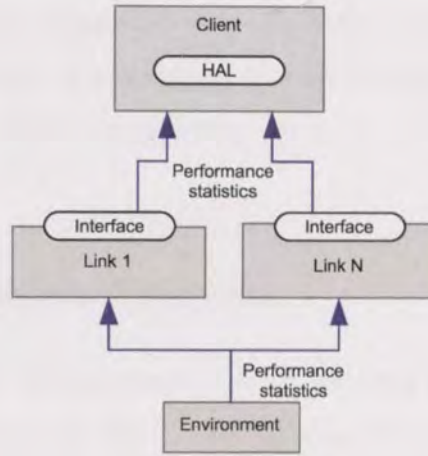 Client
HAL
Performance
statistics
Interface
Interface
Link 1
Link N
Performance
statistics
Environment